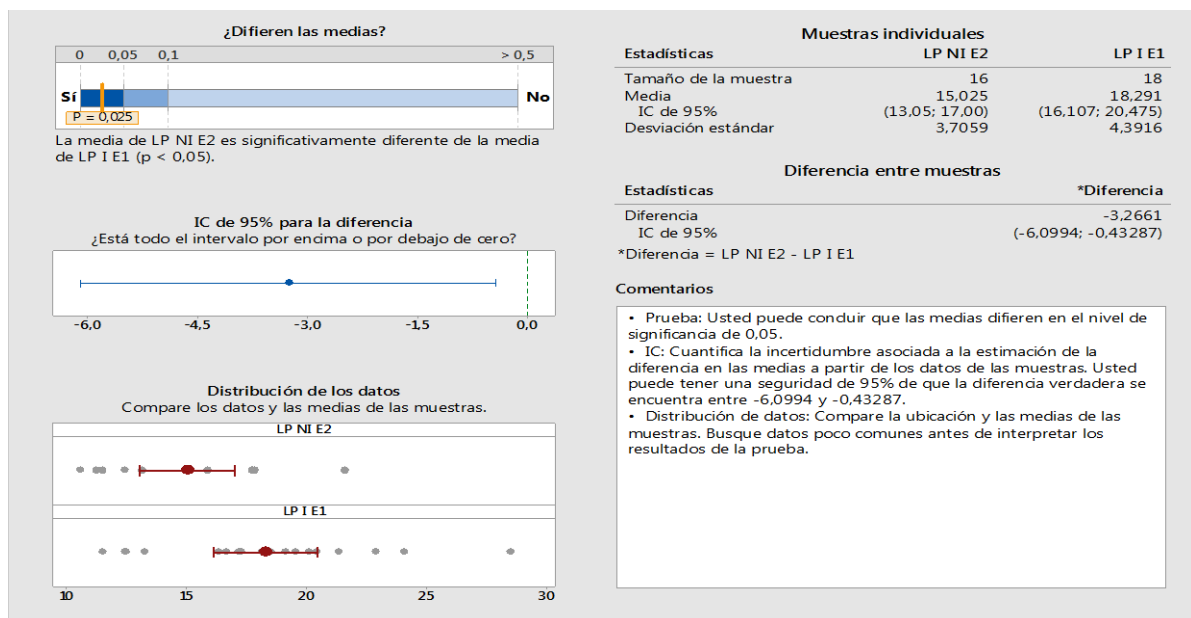 ¿Difieren las medias?
0 0,05 0,1 > 0,5
Sí No
P = 0,025
La media de LP NI E2 es significativamente diferente de la media
de LP I E1 (p < 0,05).
IC de 95% para la diferencia
¿Está todo el intervalo por encima o por debajo de cero?
-6,0 -4,5 -3,0 -1,5 0,0
Distribución de los datos
Compare los datos y las medias de las muestras.
LP NI E2
LP I E1
10 15 20 25 30
Muestras individuales
Estadísticas LP NI E2 LP I E1
Tamaño de la muestra 16 18
Media 15,025 18,291
IC de 95% (13,05; 17,00) (16,107; 20,475)
Desviación estándar 3,7059 4,3916
Diferencia entre muestras
Estadísticas *Diferencia
Diferencia -3,2661
IC de 95% (-6,0994; -0,43287)
*Diferencia = LP NI E2 - LP I E1
Comentarios
• Prueba: Usted puede conduir que las medias difieren en el nivel de
significancia de 0,05.
• IC: Cuantifica la incertidumbre asociada a la estimación de la
diferencia en las medias a partir de los datos de las muestras. Usted
puede tener una seguridad de 95% de que la diferencia verdadera se
encuentra entre -6,0994 y -0,43287.
• Distribución de datos: Compare la ubicación y las medias de las
muestras. Busque datos poco comunes antes de interpretar los
resultados de la prueba.